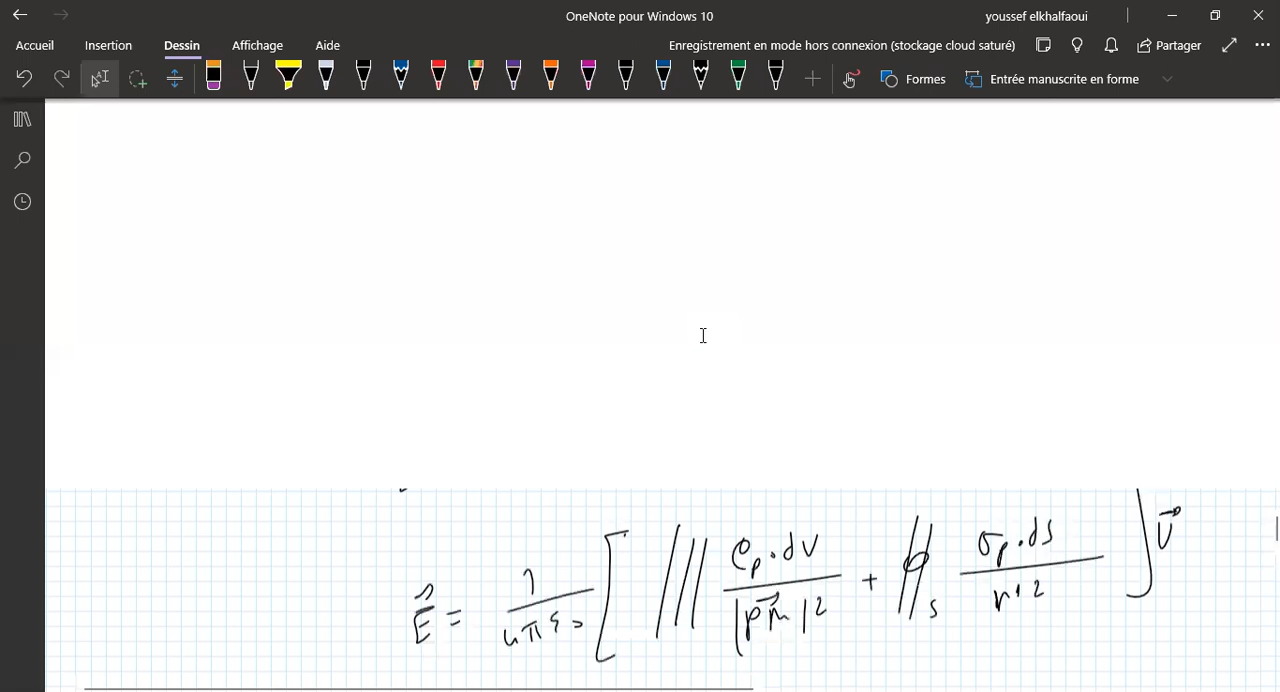 OneNote pour Windows 10
youssef elkhalfaoui
Accueil Insertion Dessin Affichage Aide
Enregistrement en mode hors connexion (stockage cloud saturé)
Partager
Formes
Entrée manuscrite en forme
E⃗ = 1/(4πε₀) [ ∭ ρₚ·dv/|PM⃗|² + ∯ₛ σₚ·ds/r'² ] U⃗